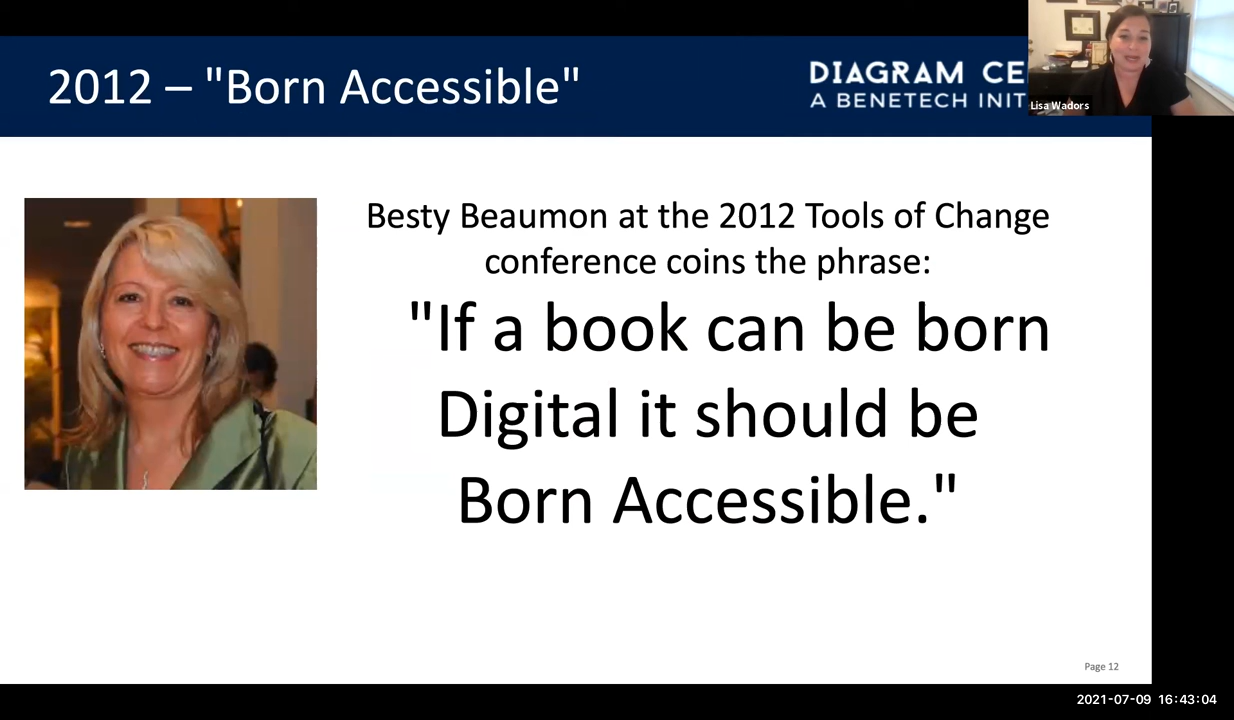 2012 – "Born Accessible"
DIAGRAM CE
A BENETECH INIT
Lisa Wadors
Besty Beaumon at the 2012 Tools of Change
conference coins the phrase:
"If a book can be born
Digital it should be
Born Accessible."
Page 12
2021-07-09 16:43:04